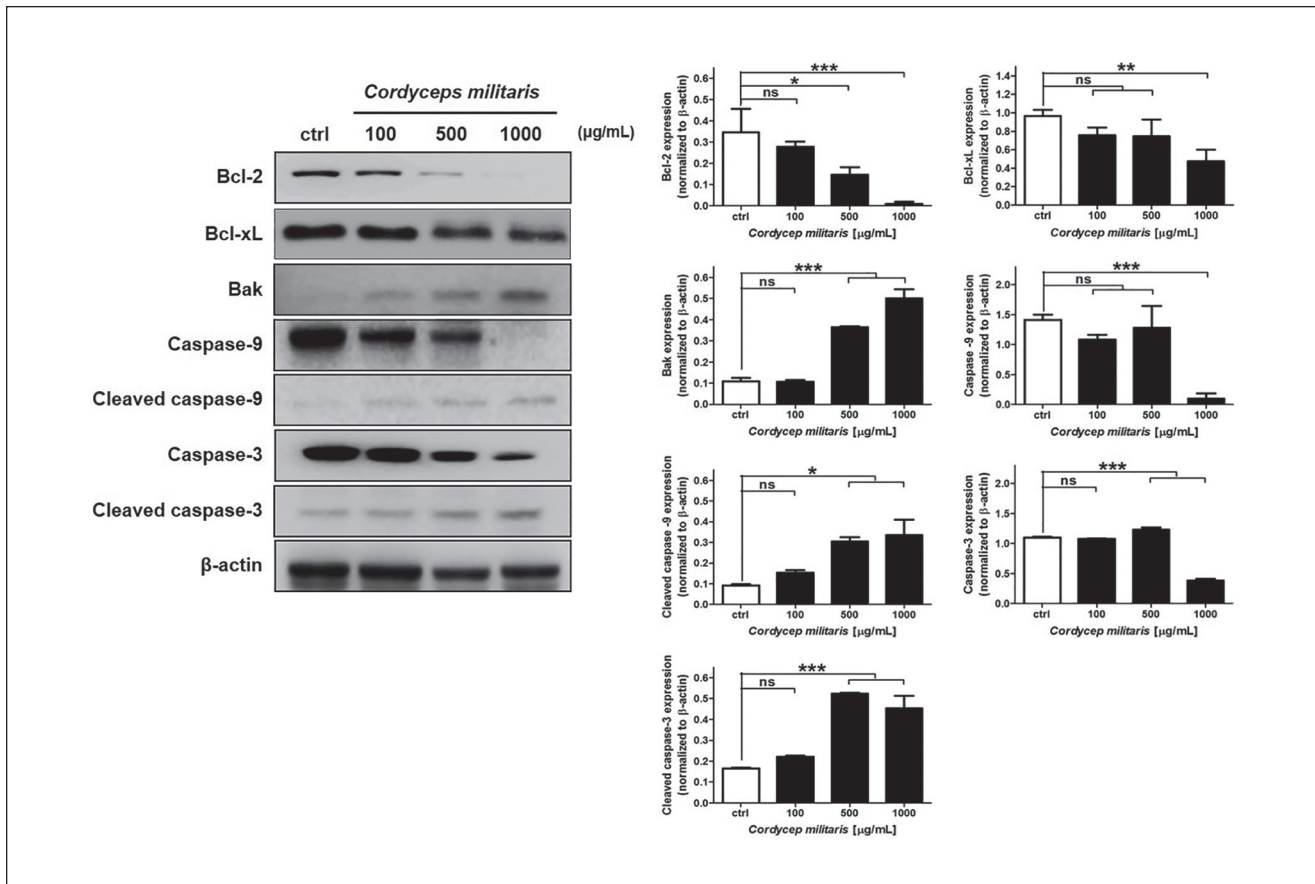 Cordyceps militaris
ctrl 100 500 1000 (μg/mL)
Bcl-2
Bcl-xL
Bak
Caspase-9
Cleaved caspase-9
Caspase-3
Cleaved caspase-3
β-actin
Bcl-2 expression
(normalized to β-actin)
0.6
0.5
0.4
0.3
0.2
0.1
0.0
***
*
ns
ctrl 100 500 1000
Cordycep militaris [μg/mL]
Bcl-xL expression
(normalized to β-actin)
1.4
1.2
1.0
0.8
0.6
0.4
0.2
0.0
**
ns
ctrl 100 500 1000
Cordycep militaris [μg/mL]
Bak expression
(normalized to β-actin)
0.6
0.5
0.4
0.3
0.2
0.1
0.0
***
ns
ctrl 100 500 1000
Cordycep militaris [μg/mL]
Caspase -9 expression
(normalized to β-actin)
2.0
1.5
1.0
0.5
0.0
***
ns
ctrl 100 500 1000
Cordycep militaris [μg/mL]
Cleaved caspase -9 expression
(normalized to β-actin)
0.6
0.5
0.4
0.3
0.2
0.1
0.0
*
ns
ctrl 100 500 1000
Cordycep militaris [μg/mL]
Caspase-3 expression
(normalized to β-actin)
2.0
1.5
1.0
0.5
0.0
***
ns
ctrl 100 500 1000
Cordycep militaris [μg/mL]
Cleaved caspase-3 expression
(normalized to β-actin)
0.6
0.5
0.4
0.3
0.2
0.1
0.0
***
ns
ctrl 100 500 1000
Cordycep militaris [μg/mL]